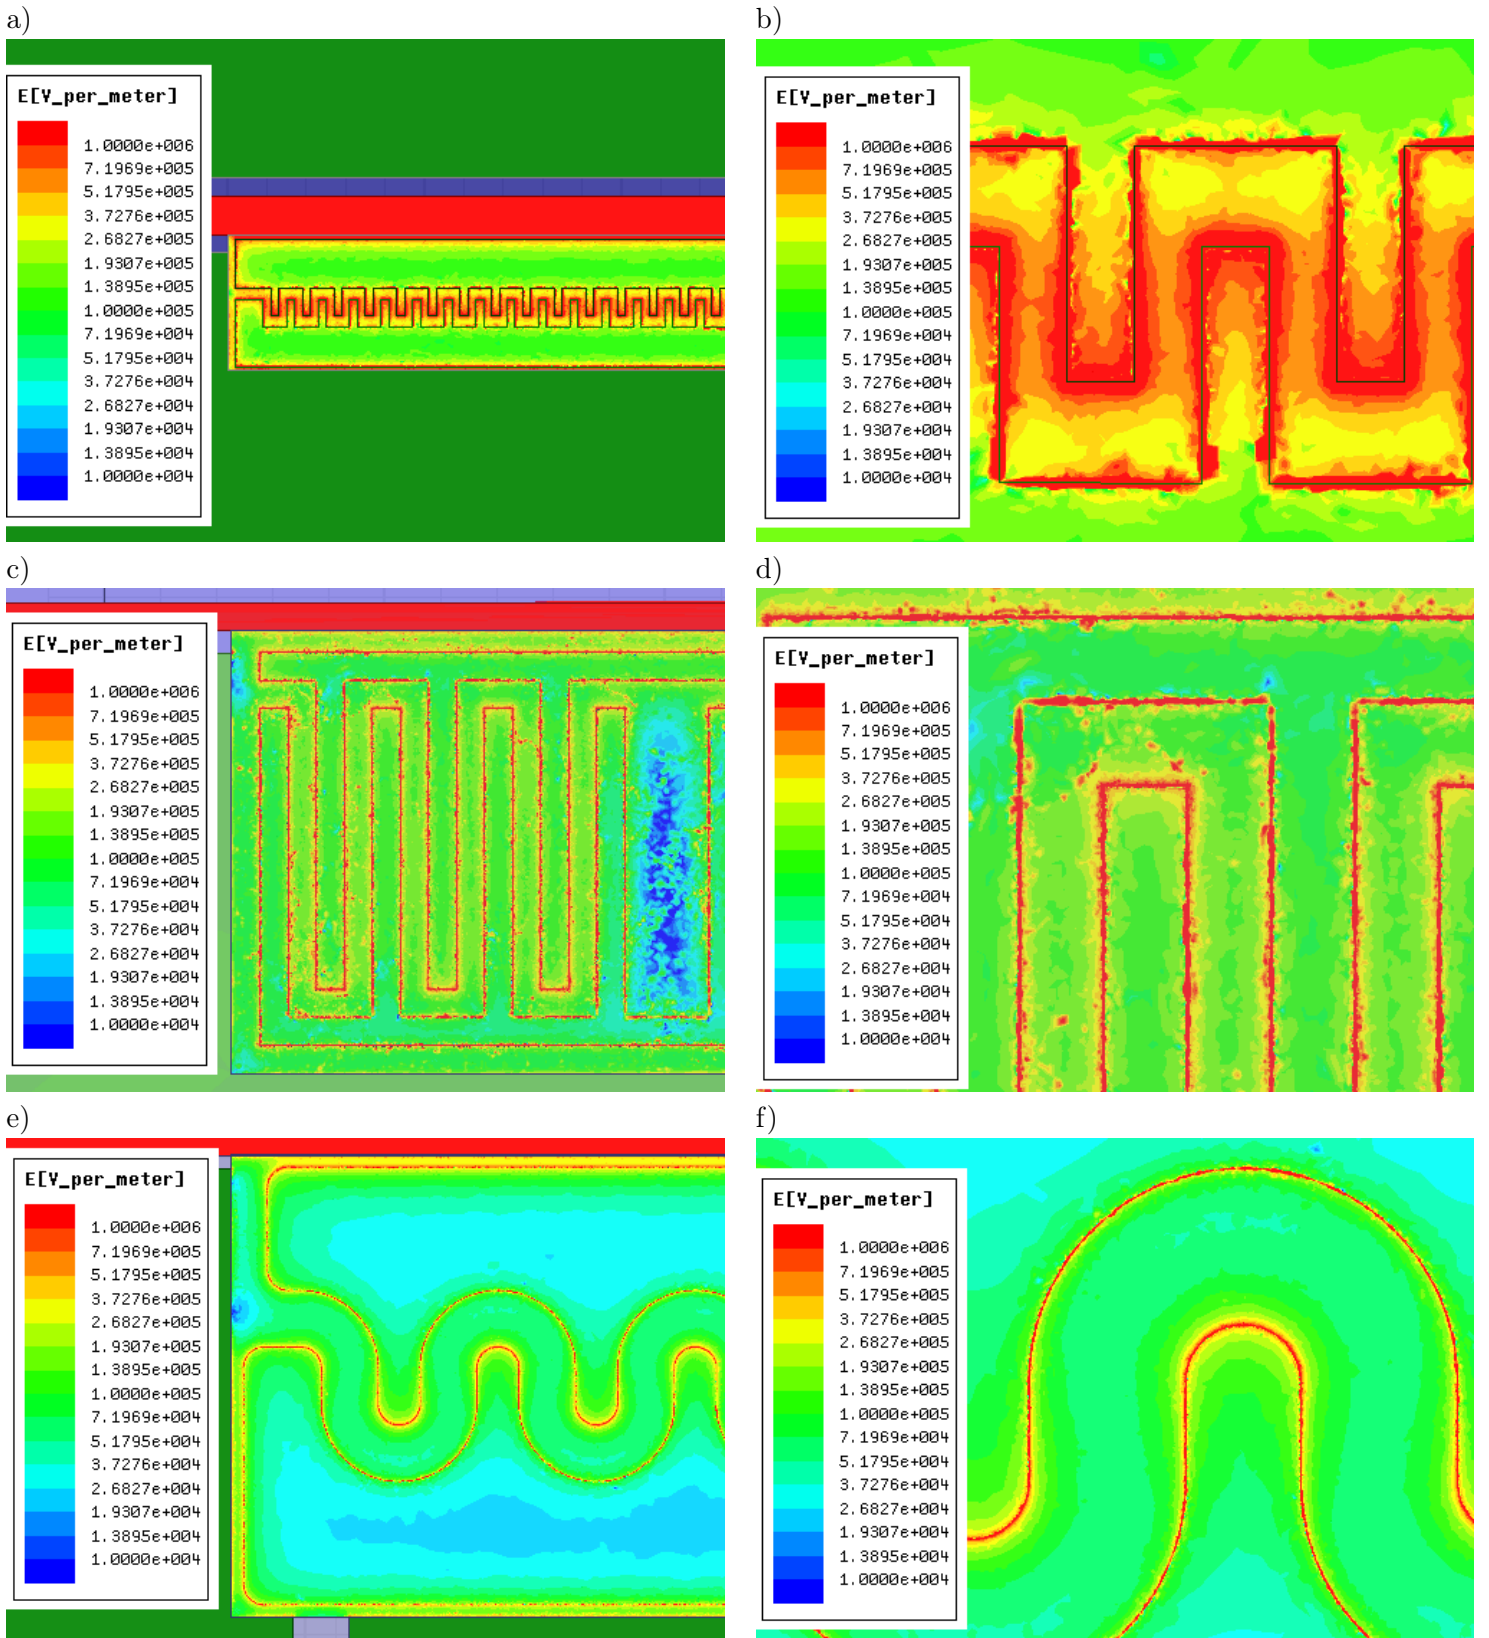 a)
E[V_per_meter]
1.0000e+006
7.1969e+005
5.1795e+005
3.7276e+005
2.6827e+005
1.9307e+005
1.3895e+005
1.0000e+005
7.1969e+004
5.1795e+004
3.7276e+004
2.6827e+004
1.9307e+004
1.3895e+004
1.0000e+004
b)
E[V_per_meter]
1.0000e+006
7.1969e+005
5.1795e+005
3.7276e+005
2.6827e+005
1.9307e+005
1.3895e+005
1.0000e+005
7.1969e+004
5.1795e+004
3.7276e+004
2.6827e+004
1.9307e+004
1.3895e+004
1.0000e+004
c)
E[V_per_meter]
1.0000e+006
7.1969e+005
5.1795e+005
3.7276e+005
2.6827e+005
1.9307e+005
1.3895e+005
1.0000e+005
7.1969e+004
5.1795e+004
3.7276e+004
2.6827e+004
1.9307e+004
1.3895e+004
1.0000e+004
d)
E[V_per_meter]
1.0000e+006
7.1969e+005
5.1795e+005
3.7276e+005
2.6827e+005
1.9307e+005
1.3895e+005
1.0000e+005
7.1969e+004
5.1795e+004
3.7276e+004
2.6827e+004
1.9307e+004
1.3895e+004
1.0000e+004
e)
E[V_per_meter]
1.0000e+006
7.1969e+005
5.1795e+005
3.7276e+005
2.6827e+005
1.9307e+005
1.3895e+005
1.0000e+005
7.1969e+004
5.1795e+004
3.7276e+004
2.6827e+004
1.9307e+004
1.3895e+004
1.0000e+004
f)
E[V_per_meter]
1.0000e+006
7.1969e+005
5.1795e+005
3.7276e+005
2.6827e+005
1.9307e+005
1.3895e+005
1.0000e+005
7.1969e+004
5.1795e+004
3.7276e+004
2.6827e+004
1.9307e+004
1.3895e+004
1.0000e+004